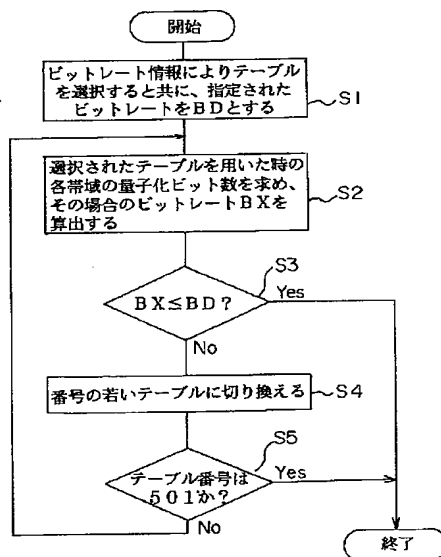 開始
ビットレート情報によりテーブル
を選択すると共に、指定された
ビットレートをBDとする
S1
選択されたテーブルを用いた時の
各帯域の量子化ビット数を求め、
その場合のビットレートBXを
算出する
S2
S3
BX≤BD?
Yes
No
番号の若いテーブルに切り換える
S4
S5
テーブル番号は
501か?
Yes
No
終了